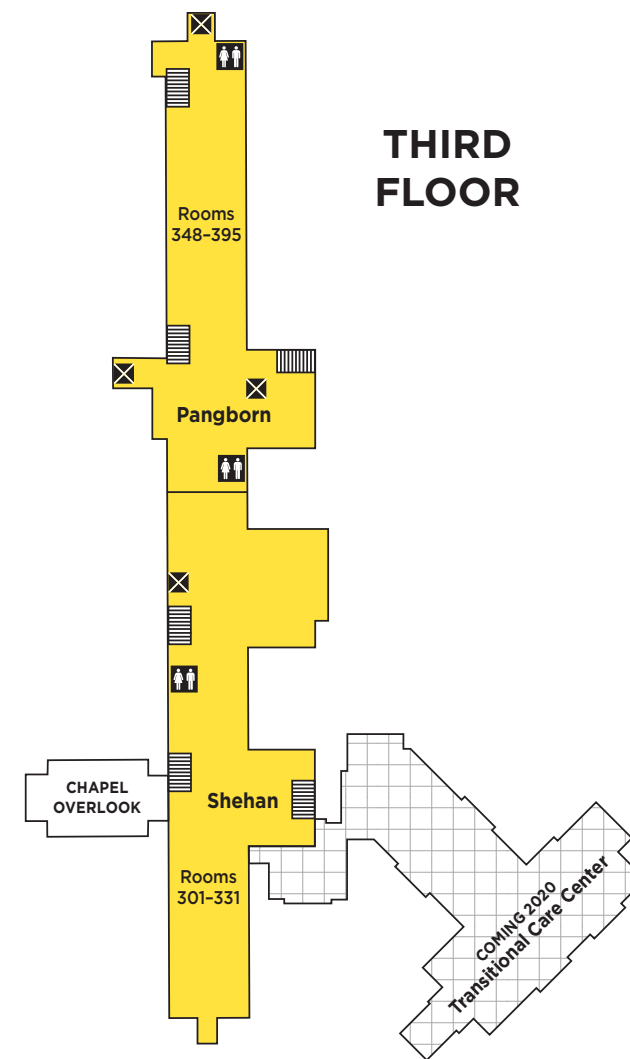 THIRD
FLOOR
Rooms
348–395
Pangborn
CHAPEL
OVERLOOK
Shehan
Rooms
301–331
COMING 2020
Transitional Care Center